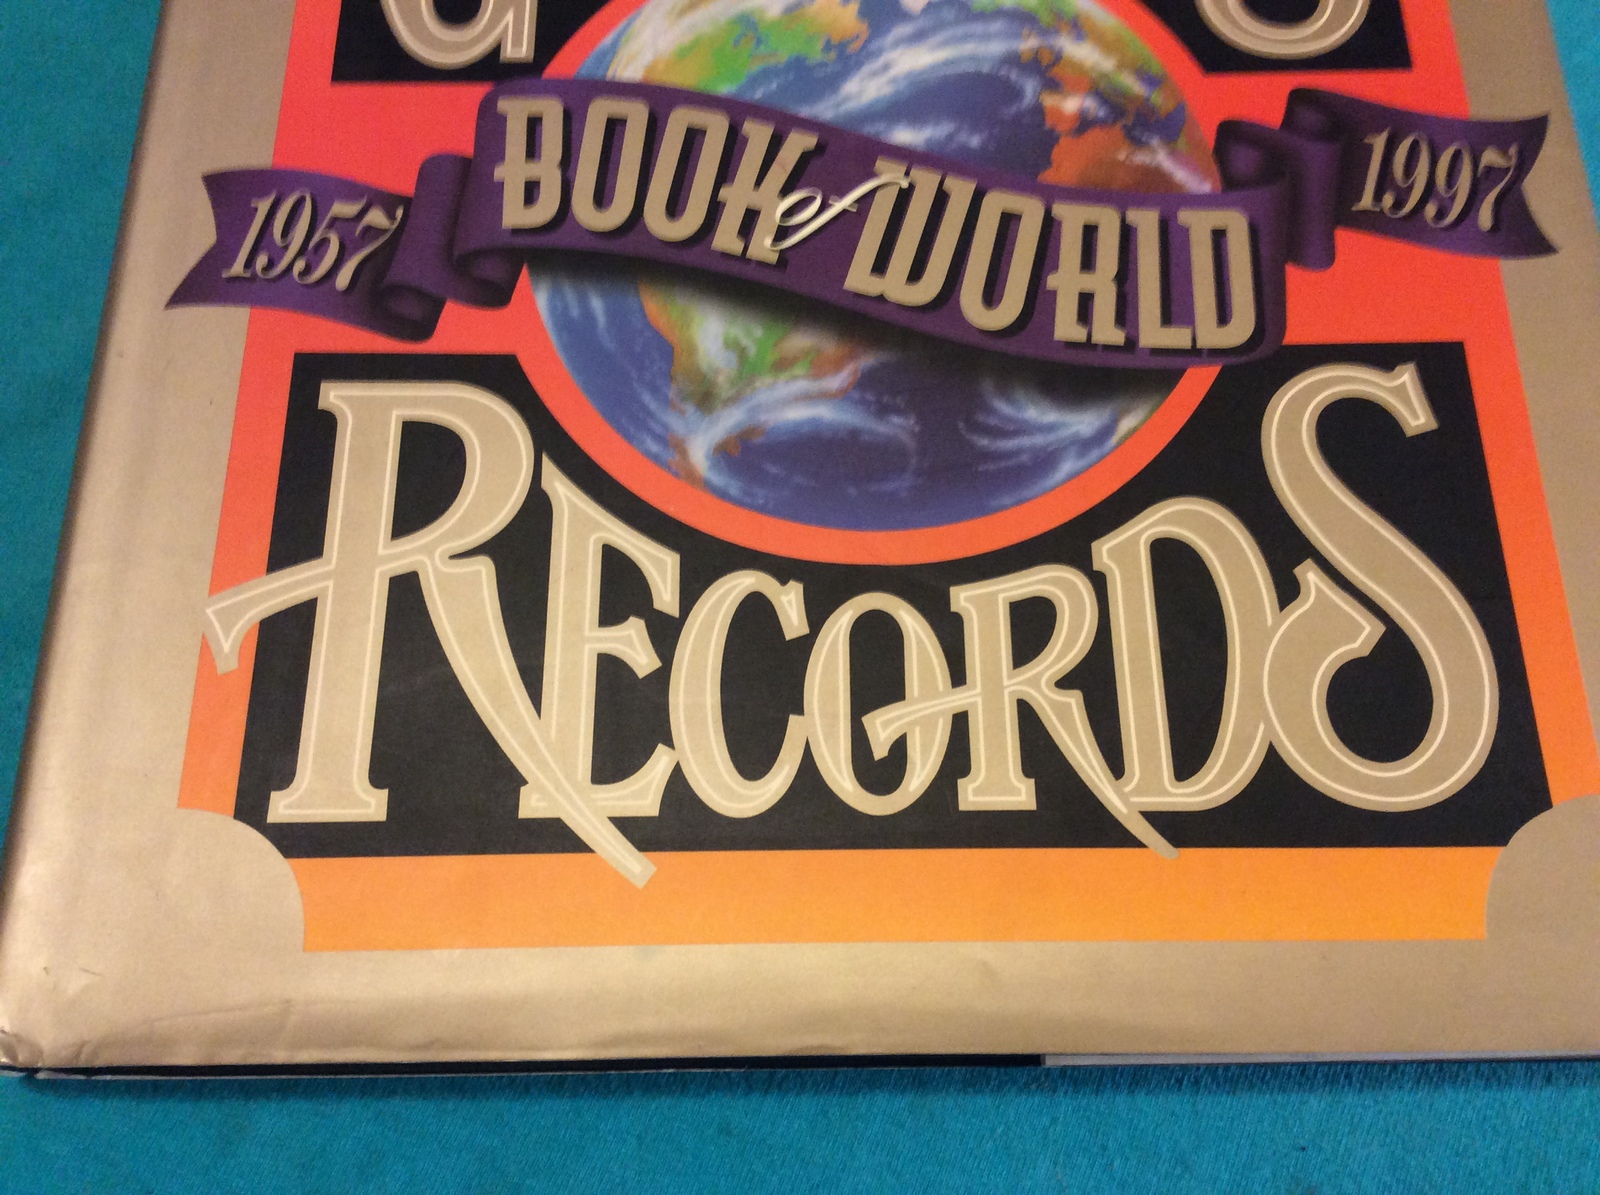 1957
BOOK of WORLD
1997
RECORDS